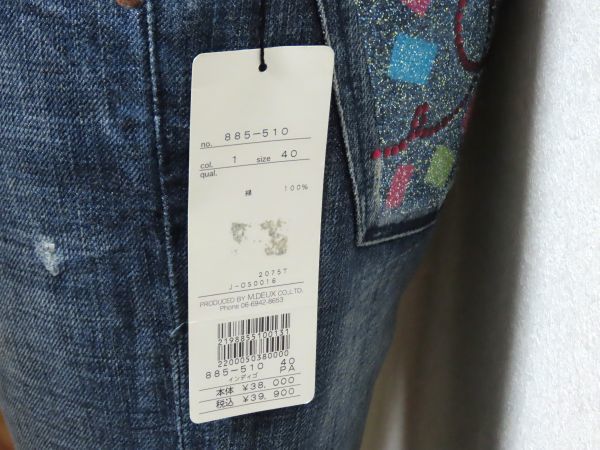 no. 885-510
col. 1 size 40
qual.
綿 100%
2075T
J-050016
PRODUCED BY M.DEUX CO.,LTD.
Phone 06-6942-8653
2198855100131
2200050380000
885-510 40
インディゴ PA
本体 ¥38,000
税込 ¥39,900